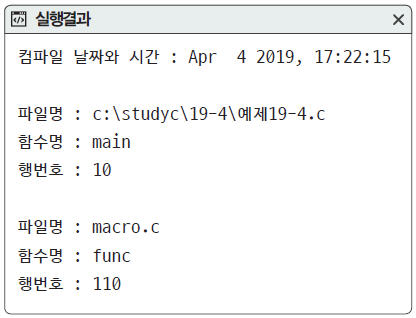 실행결과
컴파일 날짜와 시간 : Apr  4 2019, 17:22:15
파일명 : c:\studyc\19-4\예제19-4.c
함수명 : main
행번호 : 10
파일명 : macro.c
함수명 : func
행번호 : 110